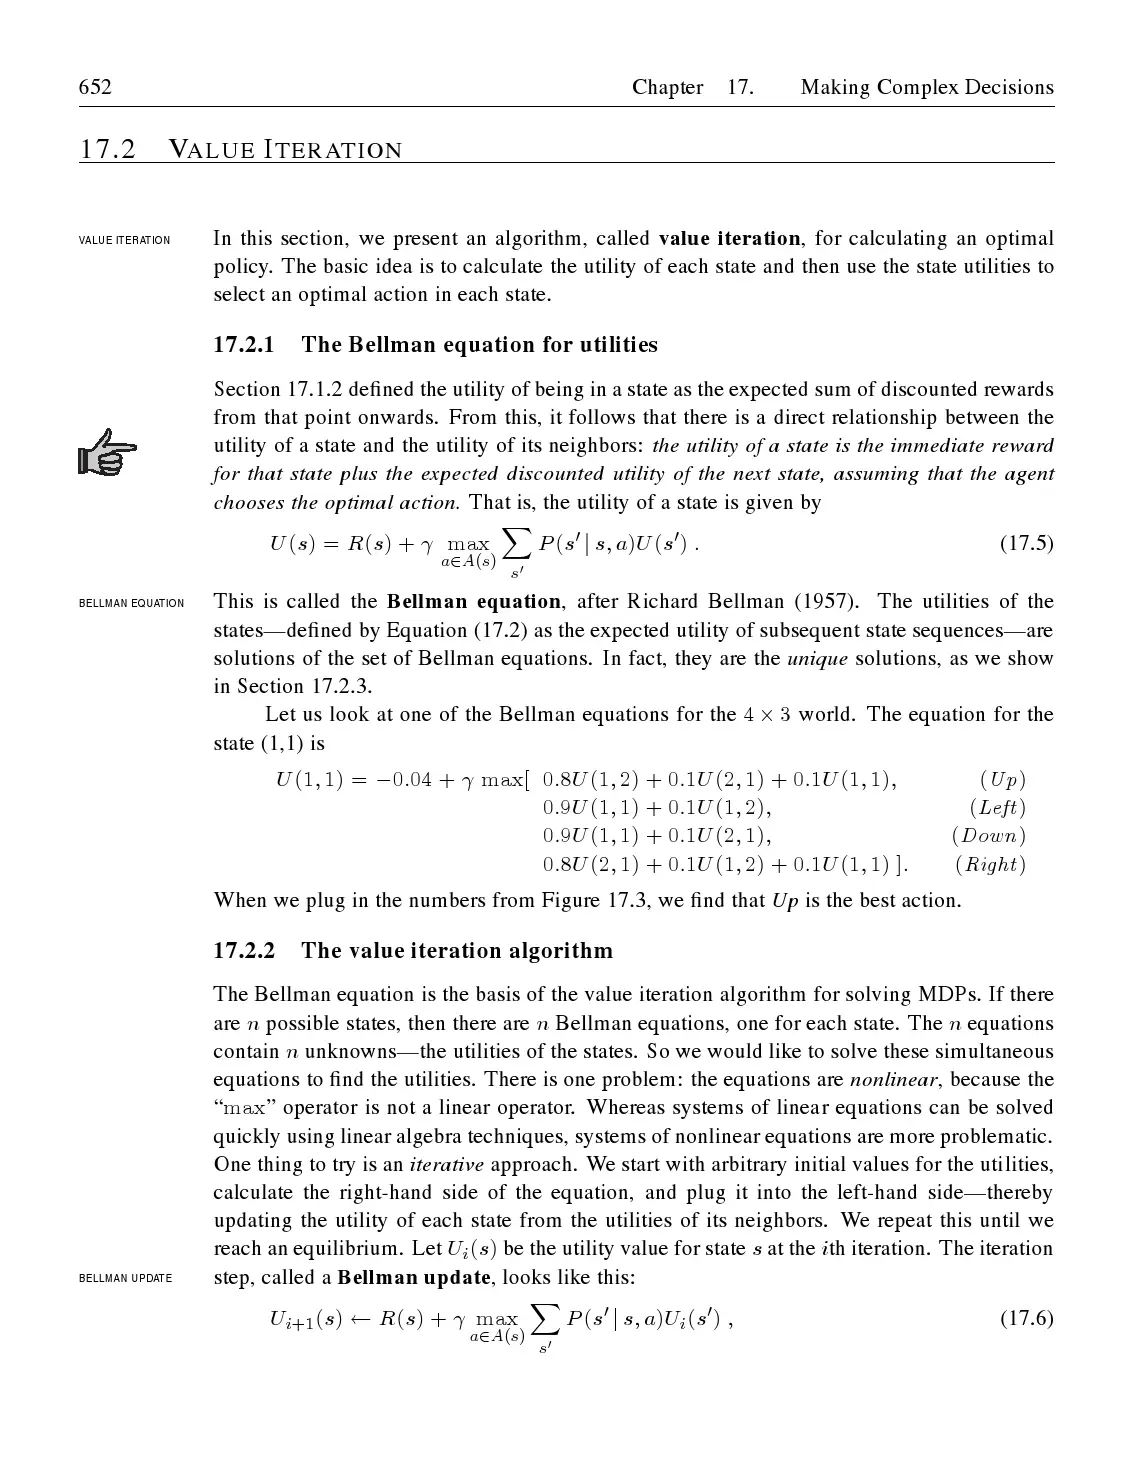 652 Chapter 17. Making Complex Decisions
17.2 VALUE ITERATION
VALUE ITERATION
In this section, we present an algorithm, called value iteration, for calculating an optimal
policy. The basic idea is to calculate the utility of each state and then use the state utilities to
select an optimal action in each state.
17.2.1 The Bellman equation for utilities
Section 17.1.2 defined the utility of being in a state as the expected sum of discounted rewards
from that point onwards. From this, it follows that there is a direct relationship between the
utility of a state and the utility of its neighbors: the utility of a state is the immediate reward
for that state plus the expected discounted utility of the next state, assuming that the agent
chooses the optimal action. That is, the utility of a state is given by
U(s) = R(s) + γ max a∈A(s) ∑ s′ P(s′ | s, a)U(s′) . (17.5)
BELLMAN EQUATION
This is called the Bellman equation, after Richard Bellman (1957). The utilities of the
states—defined by Equation (17.2) as the expected utility of subsequent state sequences—are
solutions of the set of Bellman equations. In fact, they are the unique solutions, as we show
in Section 17.2.3.
Let us look at one of the Bellman equations for the 4 × 3 world. The equation for the
state (1,1) is
U(1, 1) = −0.04 + γ max[ 0.8U(1, 2) + 0.1U(2, 1) + 0.1U(1, 1), (Up)
0.9U(1, 1) + 0.1U(1, 2), (Left)
0.9U(1, 1) + 0.1U(2, 1), (Down)
0.8U(2, 1) + 0.1U(1, 2) + 0.1U(1, 1) ]. (Right)
When we plug in the numbers from Figure 17.3, we find that Up is the best action.
17.2.2 The value iteration algorithm
The Bellman equation is the basis of the value iteration algorithm for solving MDPs. If there
are n possible states, then there are n Bellman equations, one for each state. The n equations
contain n unknowns—the utilities of the states. So we would like to solve these simultaneous
equations to find the utilities. There is one problem: the equations are nonlinear, because the
“max” operator is not a linear operator. Whereas systems of linear equations can be solved
quickly using linear algebra techniques, systems of nonlinear equations are more problematic.
One thing to try is an iterative approach. We start with arbitrary initial values for the utilities,
calculate the right-hand side of the equation, and plug it into the left-hand side—thereby
updating the utility of each state from the utilities of its neighbors. We repeat this until we
reach an equilibrium. Let Uᵢ(s) be the utility value for state s at the ith iteration. The iteration
BELLMAN UPDATE
step, called a Bellman update, looks like this:
Uᵢ₊₁(s) ← R(s) + γ max a∈A(s) ∑ s′ P(s′ | s, a)Uᵢ(s′) , (17.6)